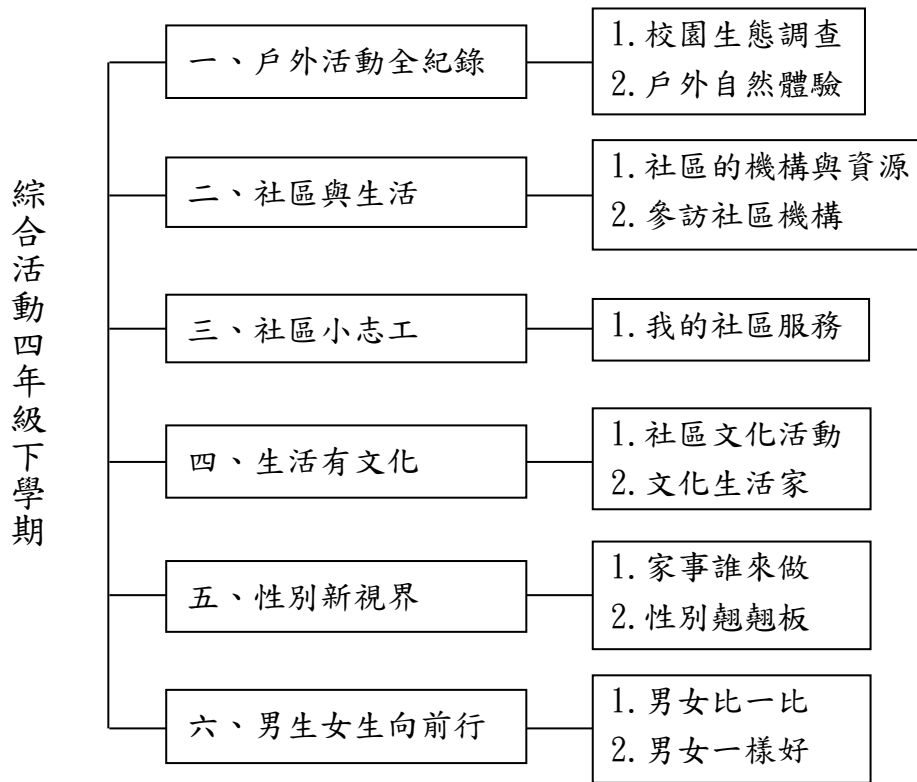 綜合活動四年級下學期
一、戶外活動全紀錄
1.校園生態調查
2.戶外自然體驗
二、社區與生活
1.社區的機構與資源
2.參訪社區機構
三、社區小志工
1.我的社區服務
四、生活有文化
1.社區文化活動
2.文化生活家
五、性別新視界
1.家事誰來做
2.性別翹翹板
六、男生女生向前行
1.男女比一比
2.男女一樣好